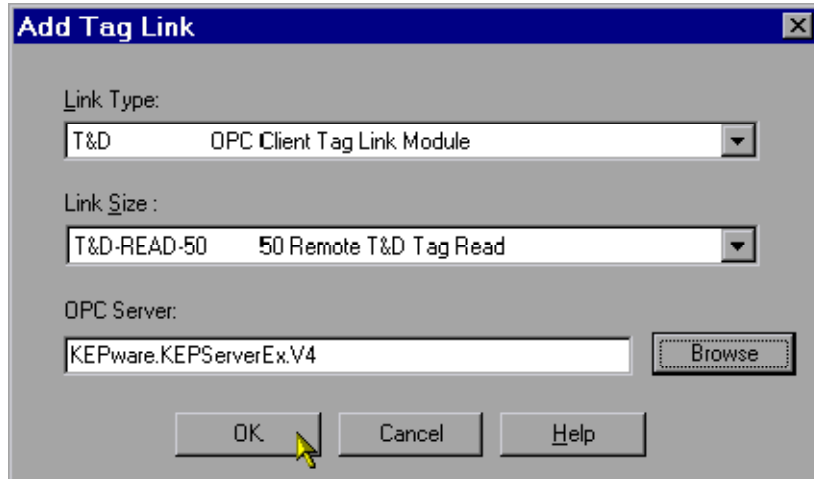 Add Tag Link
Link Type:
T&D OPC Client Tag Link Module
Link Size :
T&D-READ-50 50 Remote T&D Tag Read
OPC Server:
KEPware.KEPServerEx.V4 Browse
OK Cancel Help